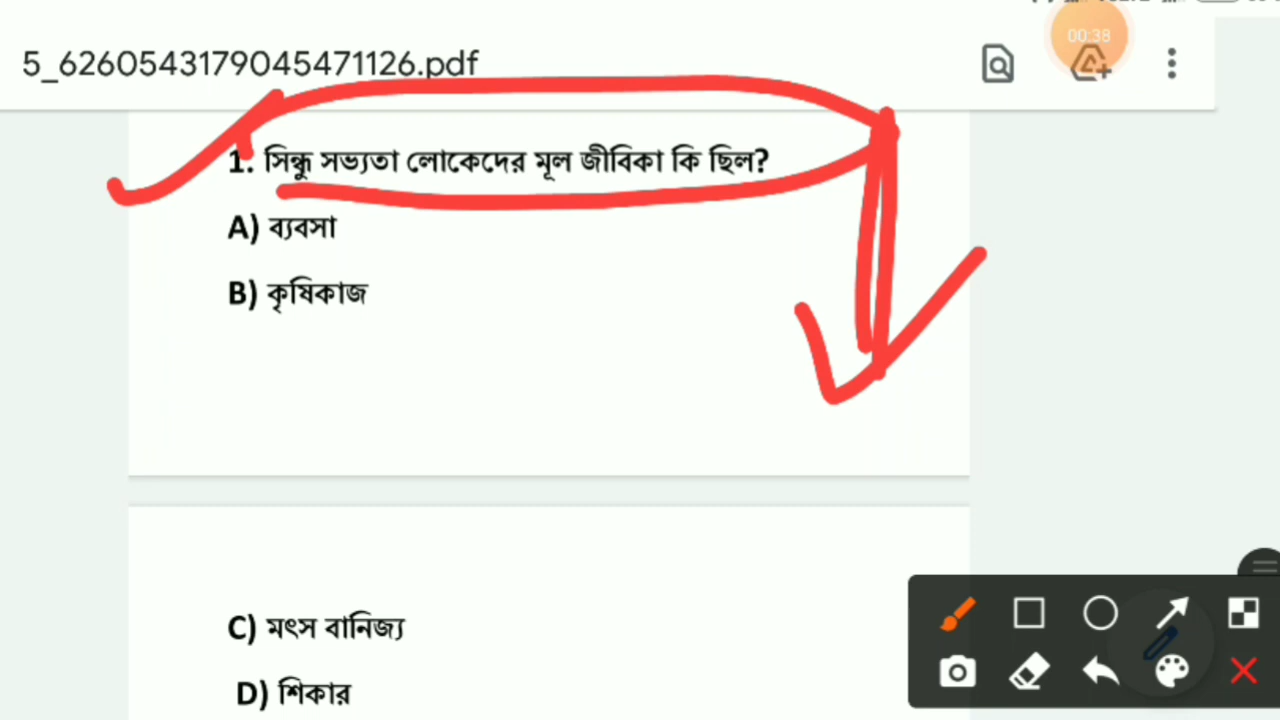 00:38
5_6260543179045471126.pdf
1. সিন্ধু সভ্যতা লোকেদের মূল জীবিকা কি ছিল?
A) ব্যবসা
B) কৃষিকাজ
C) মৎস বানিজ্য
D) শিকার